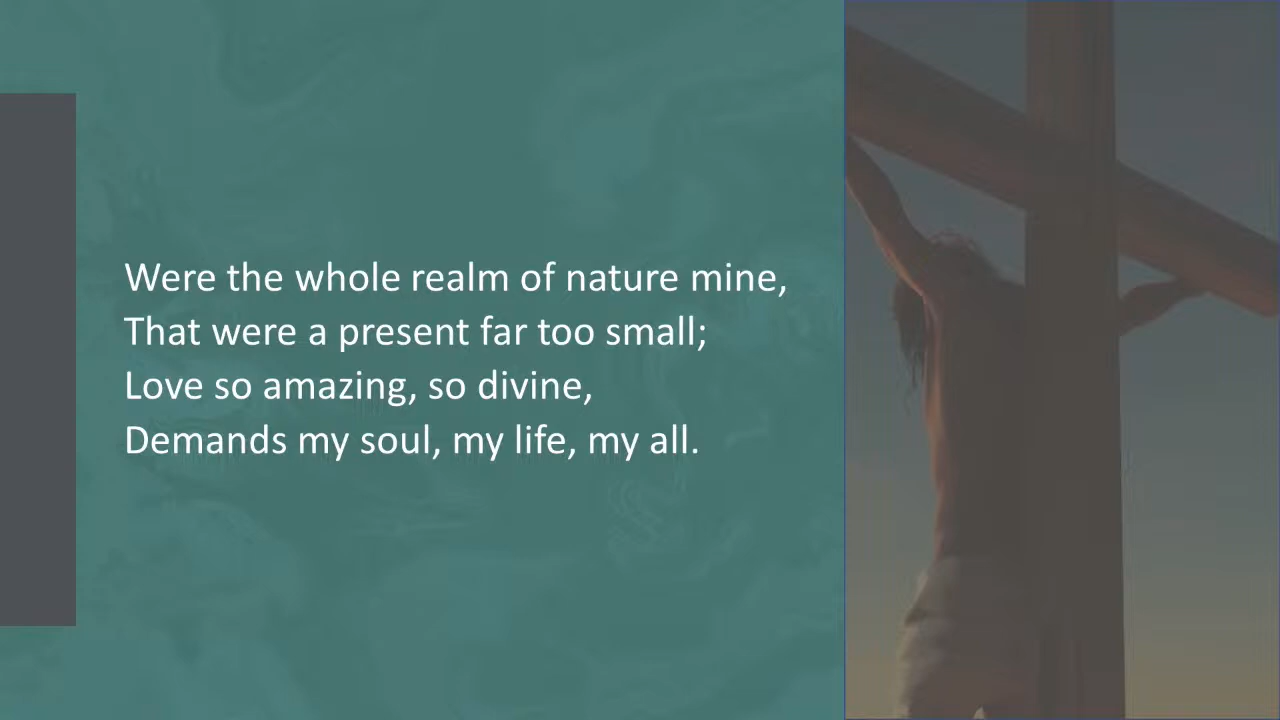 Were the whole realm of nature mine,
That were a present far too small;
Love so amazing, so divine,
Demands my soul, my life, my all.